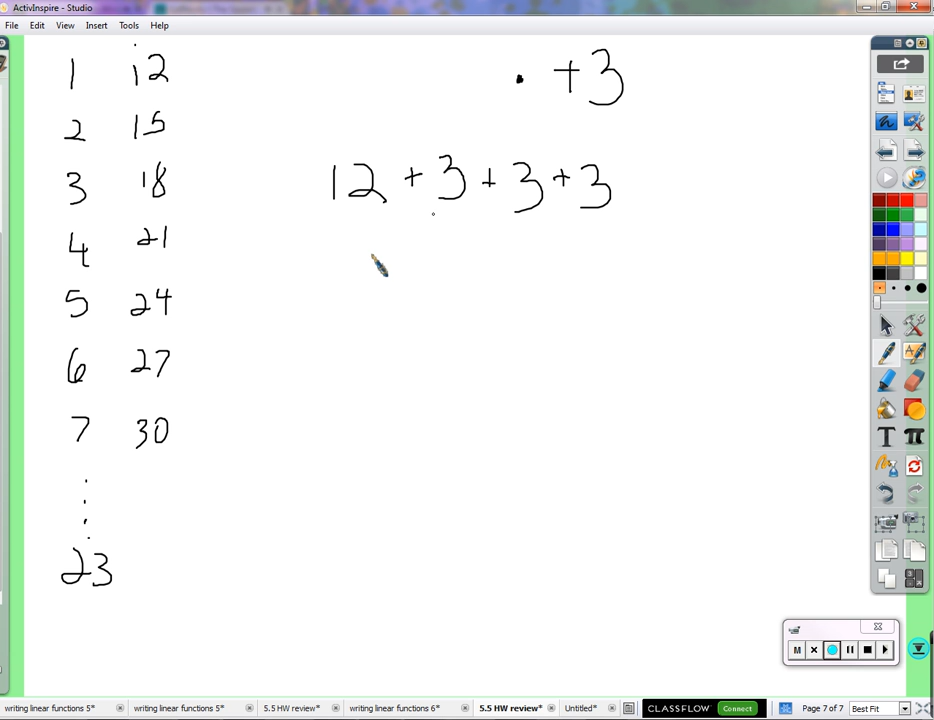 ActivInspire - Studio
File Edit View Insert Tools Help
1 12
2 15
3 18
4 21
5 24
6 27
7 30
⋮
23
· +3
12 + 3 + 3 + 3
T π
M
writing linear functions 5* writing linear functions 5* 5.5 HW review* writing linear functions 6* 5.5 HW review* Untitled* CLASSFLOW Connect Page 7 of 7 Best Fit